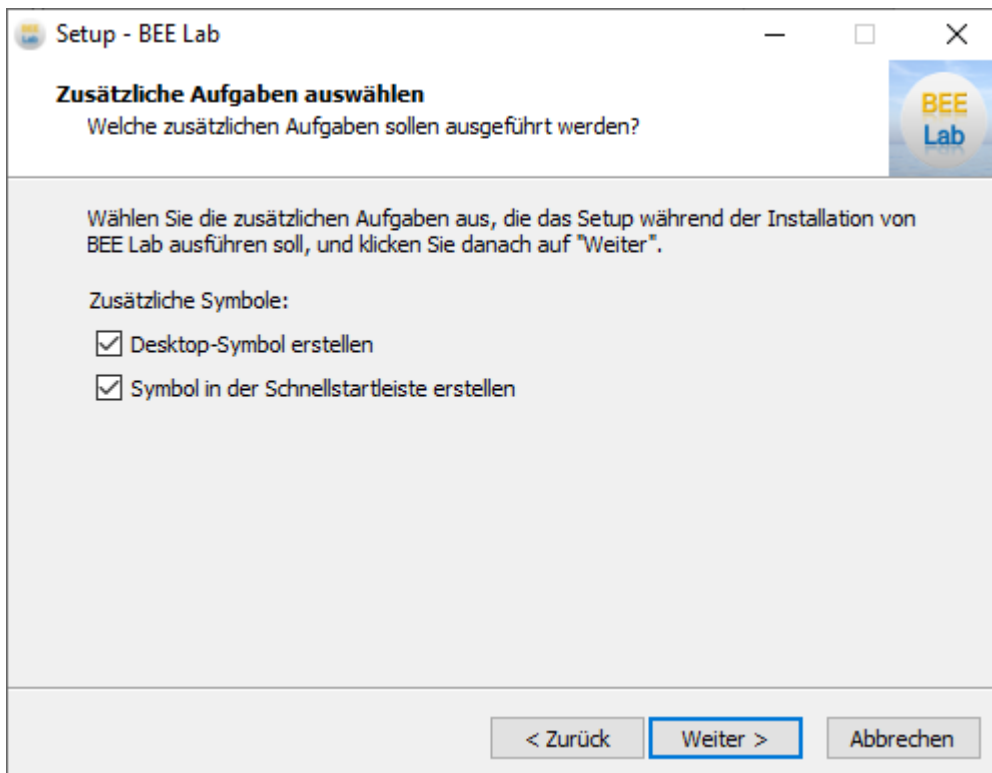 Setup - BEE Lab
Zusätzliche Aufgaben auswählen
Welche zusätzlichen Aufgaben sollen ausgeführt werden?
BEE
Lab
Wählen Sie die zusätzlichen Aufgaben aus, die das Setup während der Installation von
BEE Lab ausführen soll, und klicken Sie danach auf "Weiter".
Zusätzliche Symbole:
Desktop-Symbol erstellen
Symbol in der Schnellstartleiste erstellen
< Zurück
Weiter >
Abbrechen